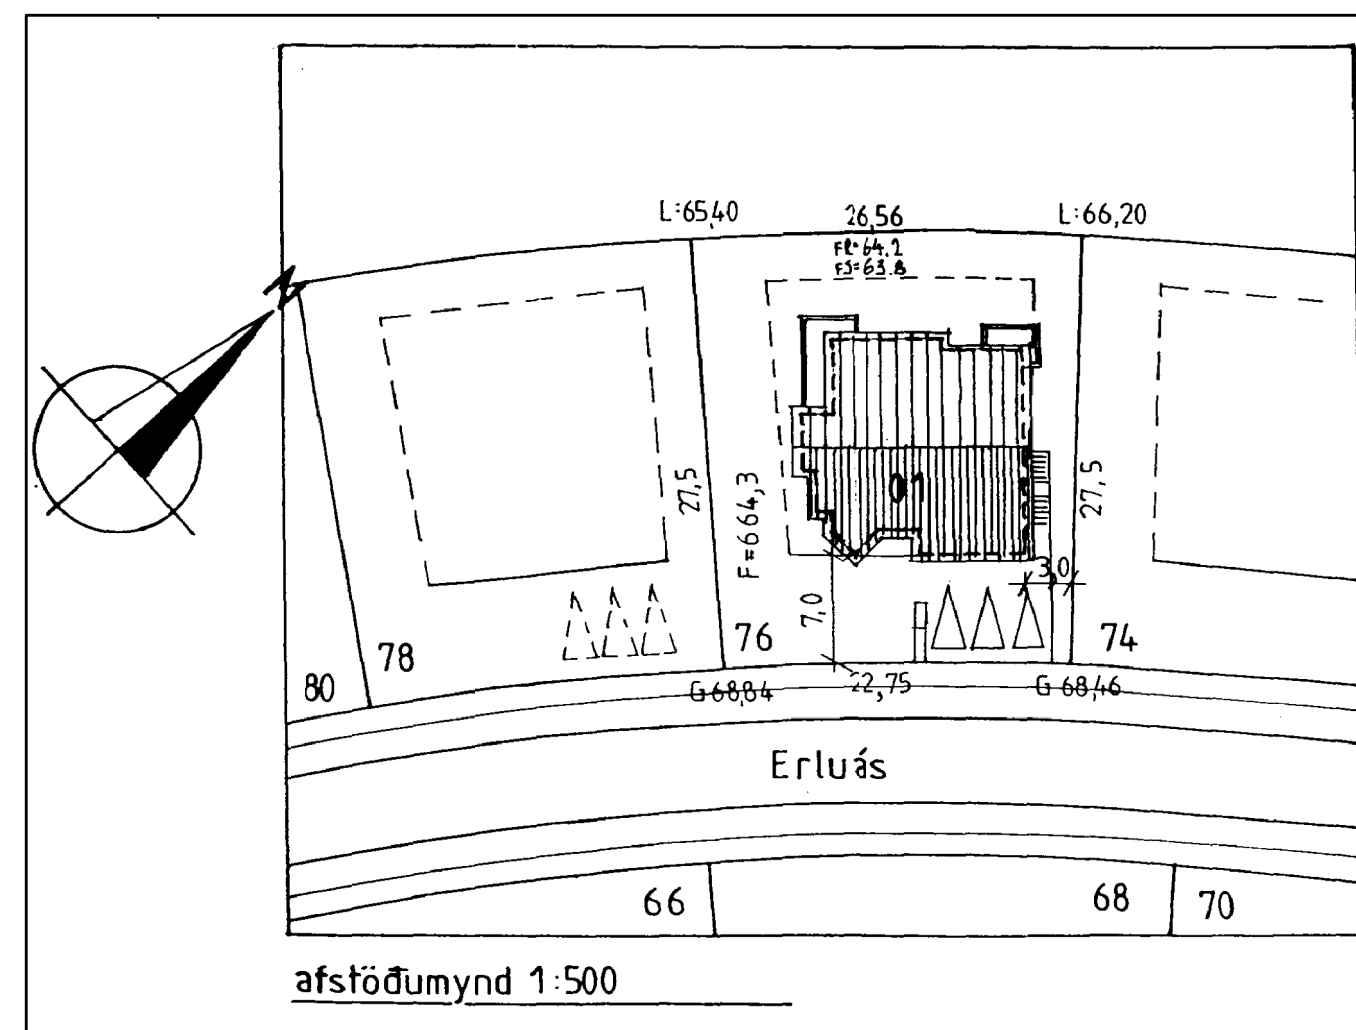 L:65,40 26,56 L:66,20
FL=64.2
FS=63.8
27,5 F=664,3 01 27,5
3,0
7,0
78 76 74
80
G 68,84 22,75 G 68,46
Erluás
66 68 70
afstöðumynd 1:500